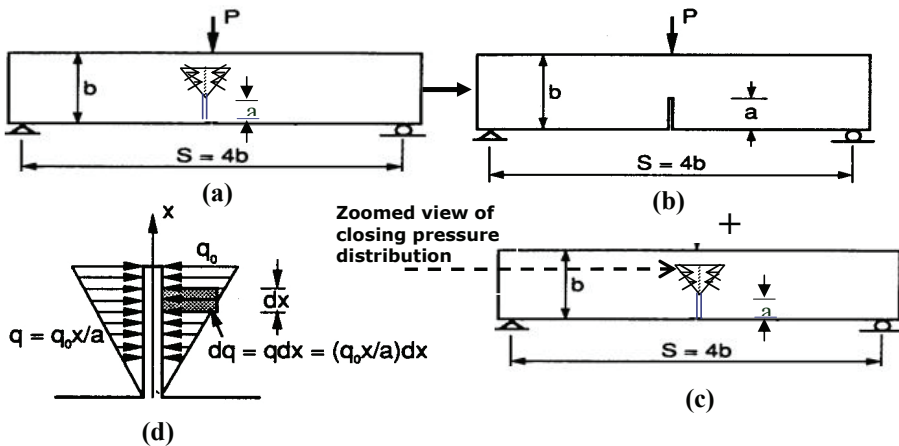 P
b
a
S = 4b
(a)
P
b
a
S = 4b
(b)
Zoomed view of
closing pressure
distribution
+
b
a
S = 4b
(c)
x
q₀
dx
q = q₀x/a
dq = qdx = (q₀x/a)dx
(d)